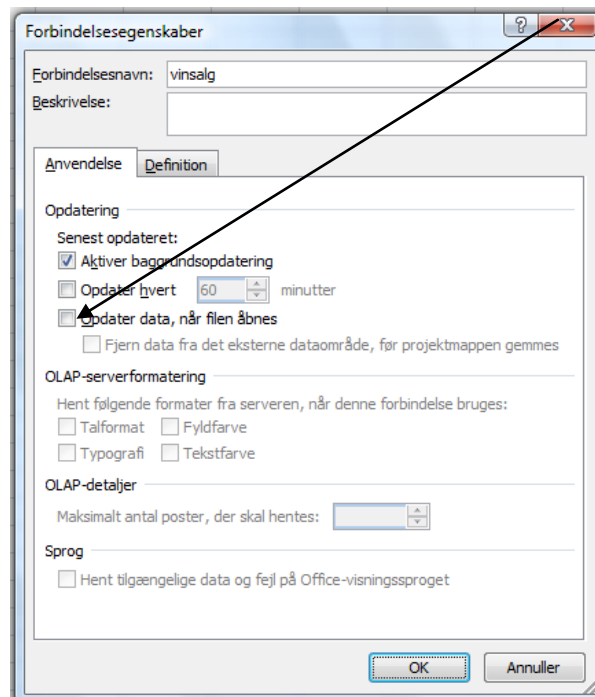 Forbindelsesegenskaber
Forbindelsesnavn: vinsalg
Beskrivelse:
Anvendelse Definition
Opdatering
Senest opdateret:
Aktiver baggrundsopdatering
Opdater hvert 60 minutter
Opdater data, når filen åbnes
Fjern data fra det eksterne dataområde, før projektmappen gemmes
OLAP-serverformatering
Hent følgende formater fra serveren, når denne forbindelse bruges:
Talformat Fyldfarve
Typografi Tekstfarve
OLAP-detaljer
Maksimalt antal poster, der skal hentes:
Sprog
Hent tilgængelige data og fejl på Office-visningssproget
OK Annuller